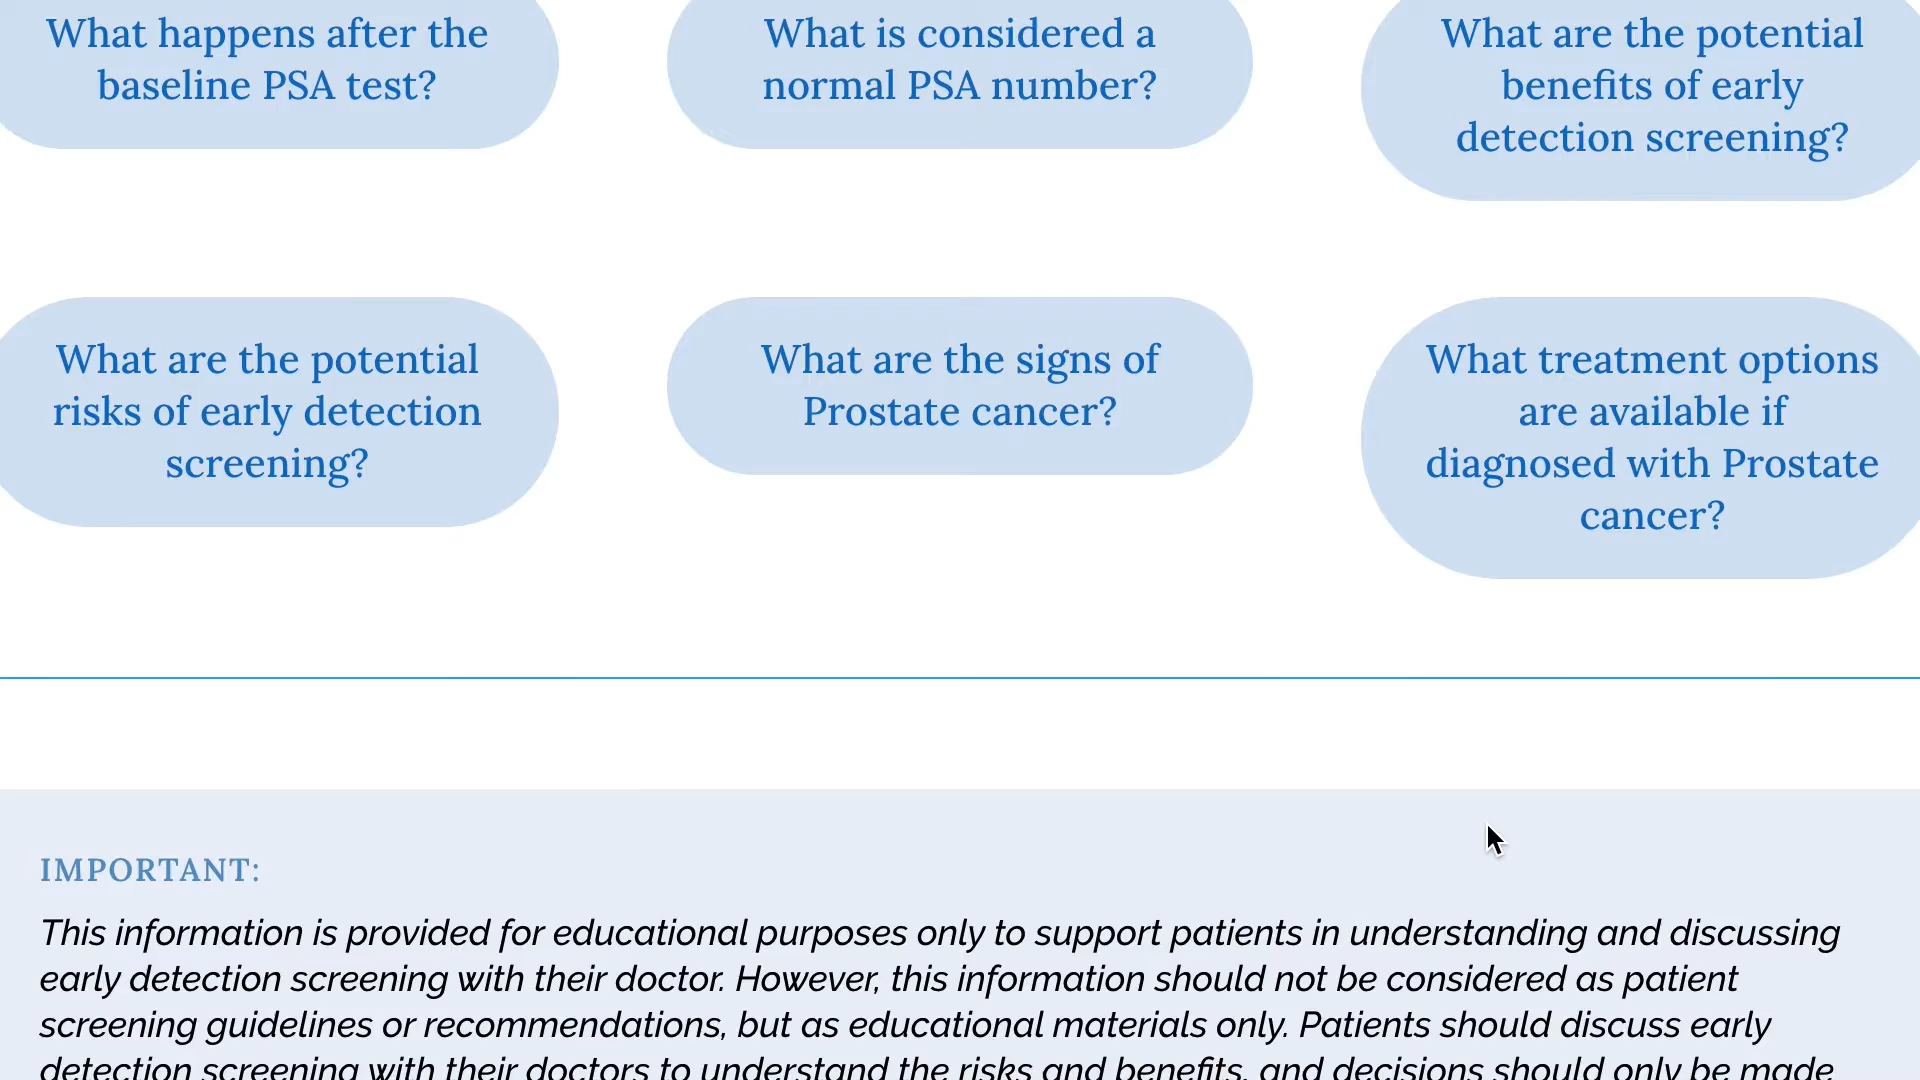 What happens after the
baseline PSA test?
What is considered a
normal PSA number?
What are the potential
benefits of early
detection screening?
What are the potential
risks of early detection
screening?
What are the signs of
Prostate cancer?
What treatment options
are available if
diagnosed with Prostate
cancer?
IMPORTANT:
This information is provided for educational purposes only to support patients in understanding and discussing
early detection screening with their doctor. However, this information should not be considered as patient
screening guidelines or recommendations, but as educational materials only. Patients should discuss early
detection screening with their doctors to understand the risks and benefits, and decisions should only be made